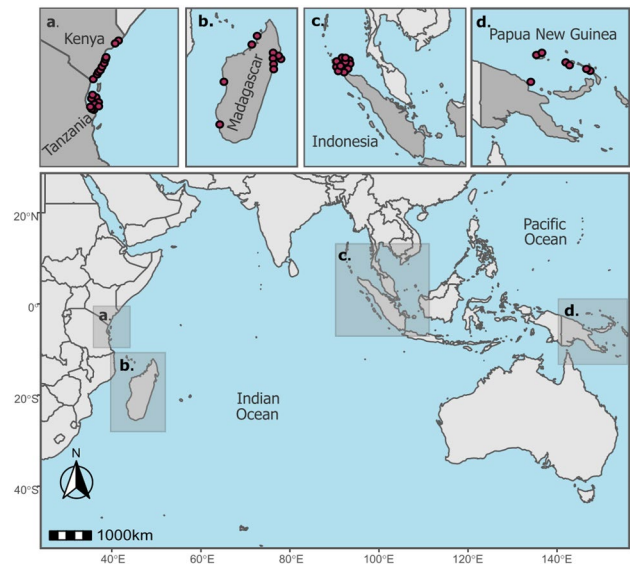 a.
Kenya
Tanzania
b.
Madagascar
c.
Indonesia
d.
Papua New Guinea
20°N
0°
20°S
40°S
Pacific
Ocean
c.
d.
a.
b.
Indian
Ocean
N
1000km
40°E
60°E
80°E
100°E
120°E
140°E